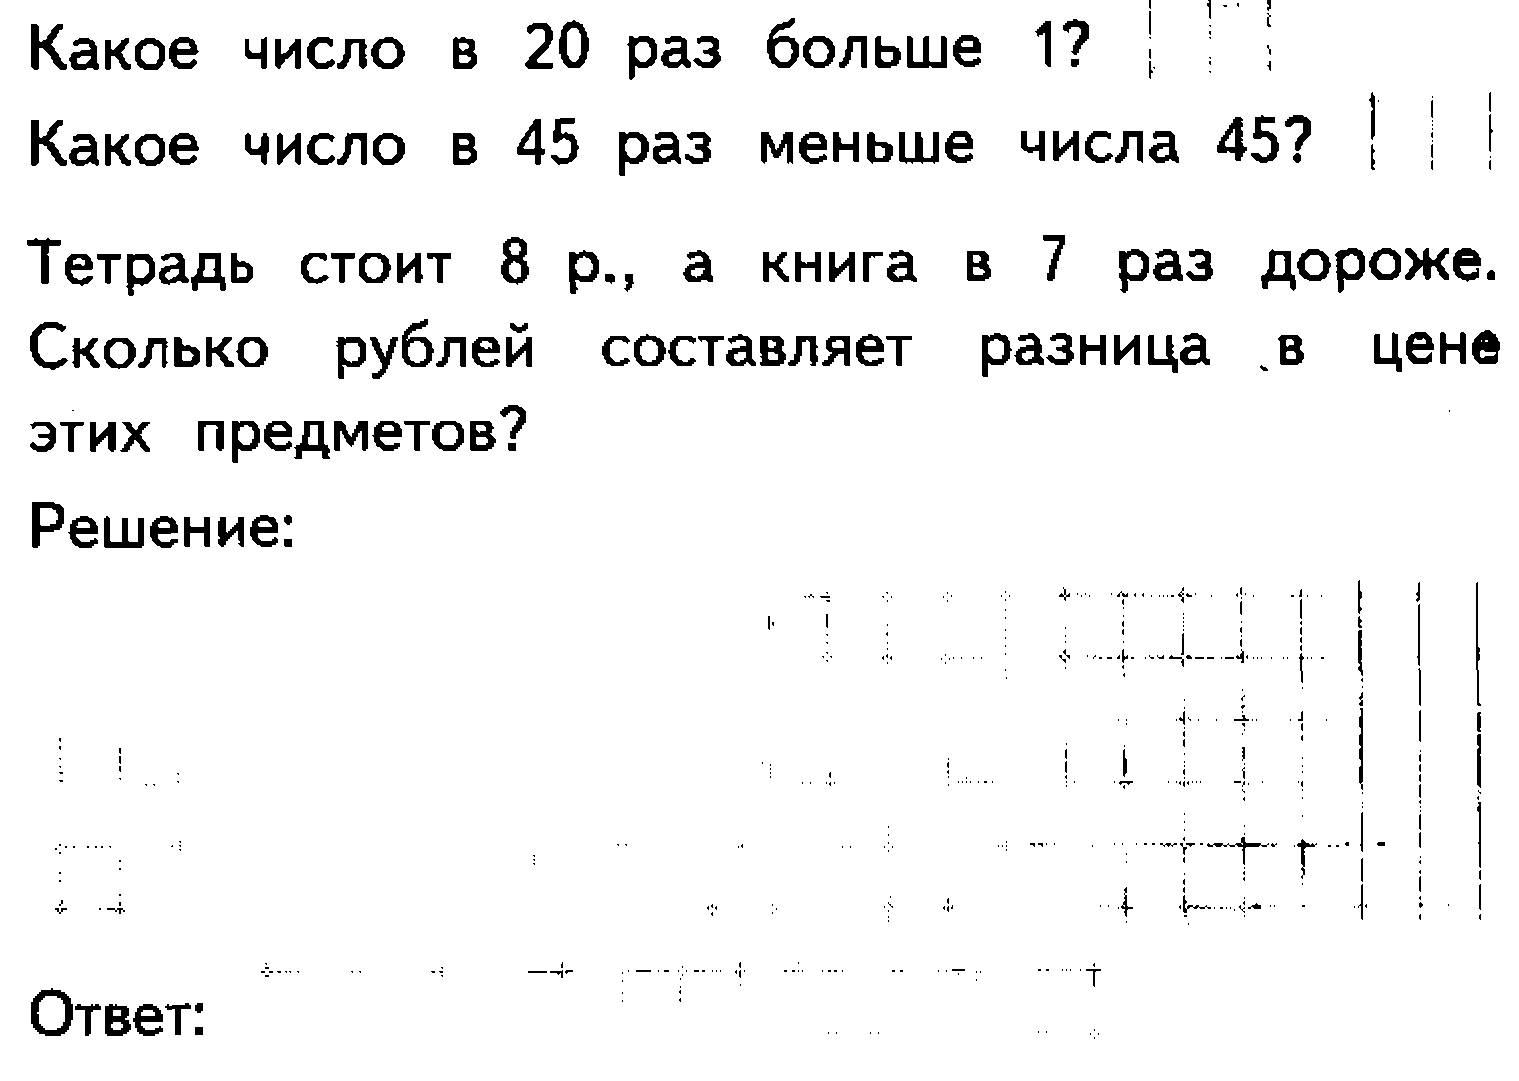 Какое число в 20 раз больше 1?
Какое число в 45 раз меньше числа 45?
Тетрадь стоит 8 р., а книга в 7 раз дороже.
Сколько рублей составляет разница в цене
этих предметов?
Решение:
Ответ: